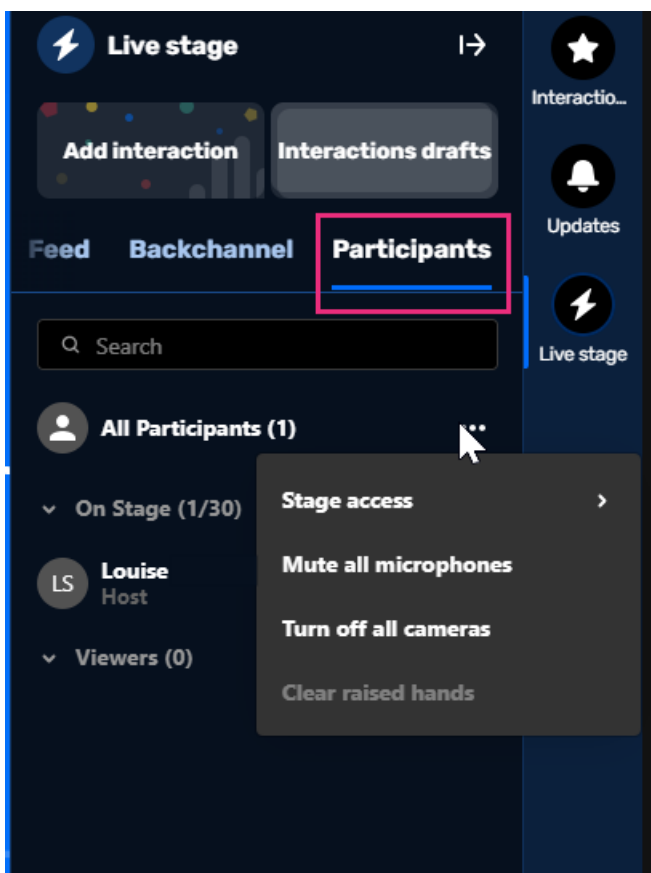 Live stage
Add interaction
Interactions drafts
Feed
Backchannel
Participants
Search
All Participants (1)
...
On Stage (1/30)
LS
Louise
Host
Viewers (0)
Stage access
Mute all microphones
Turn off all cameras
Clear raised hands
Interactio...
Updates
Live stage